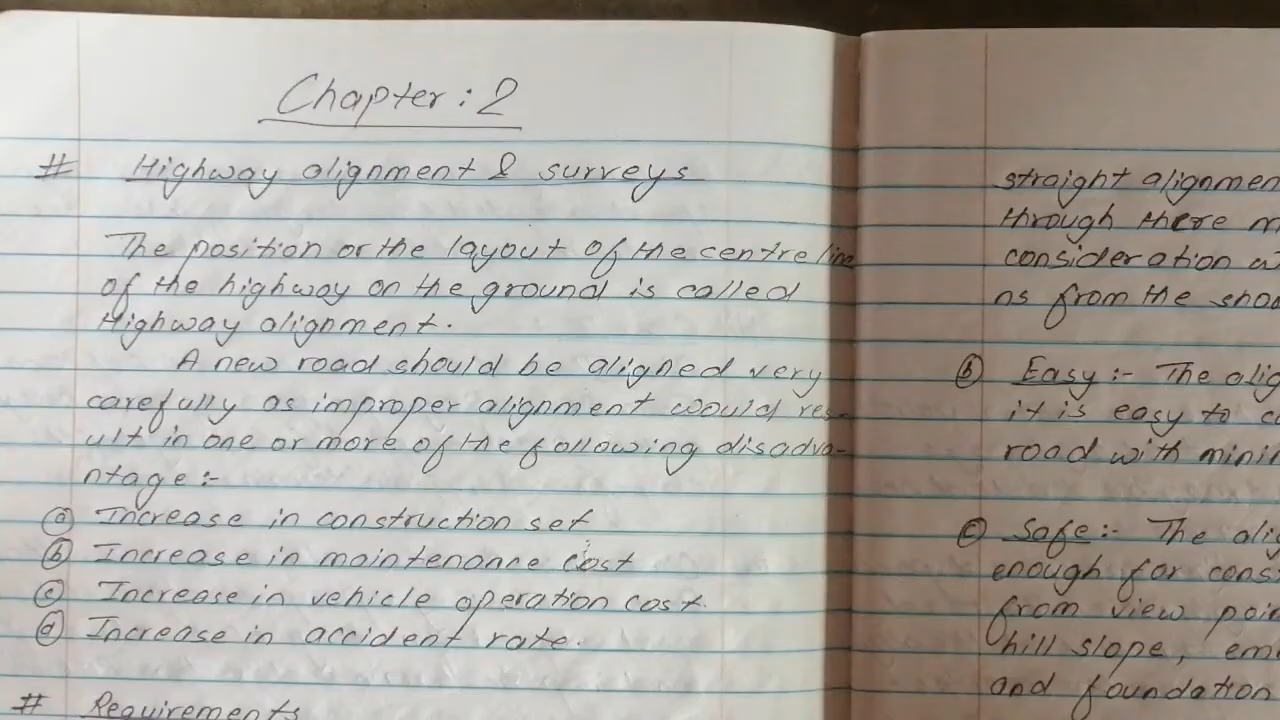 Chapter : 2
# Highway alignment & surveys
The position or the layout of the centre line
of the highway on the ground is called
Highway alignment.
A new road should be aligned very
carefully as improper alignment would res-
ult in one or more of the following disadva-
ntage :-
(a) Increase in construction set
(b) Increase in maintenance cost
(c) Increase in vehicle operation cost.
(d) Increase in accident rate.
# Requirements
straight alignmen
through there m
consideration w
ns from the
(b) Easy :- The alig
it is easy to c
road with minim
(c) Safe :- The alig
enough for cons
from view poin
hill slope, em
and foundation